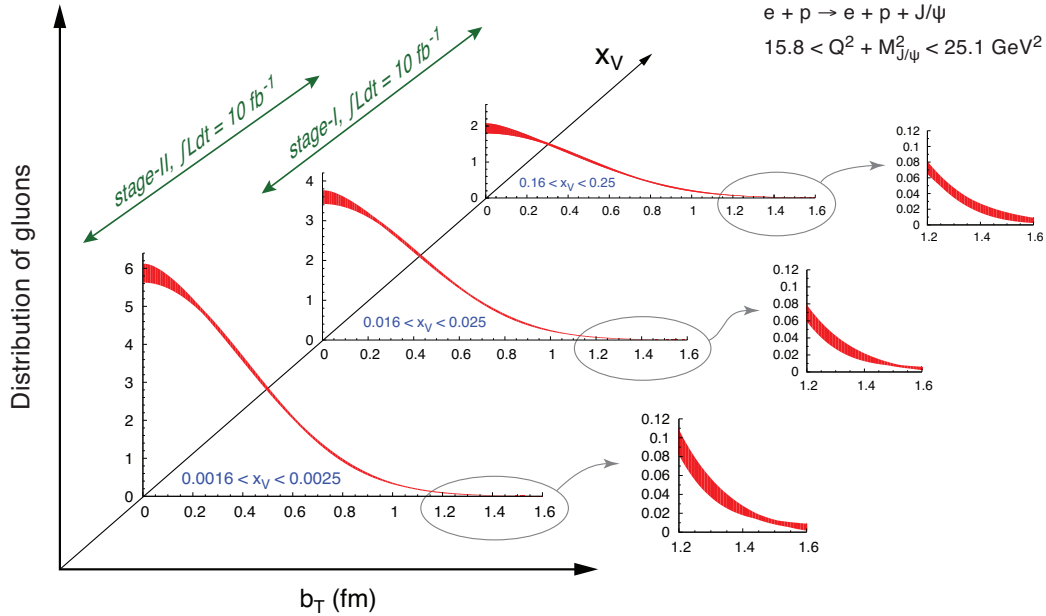 e + p → e + p + J/ψ
15.8 < Q² + M²_J/ψ < 25.1 GeV²
stage-II, ∫Ldt = 10 fb⁻¹
stage-I, ∫Ldt = 10 fb⁻¹
x_V
Distribution of gluons
b_T (fm)
2
1
0
0.16 < x_V < 0.25
0 0.2 0.4 0.6 0.8 1 1.2 1.4 1.6
0.12
0.1
0.08
0.06
0.04
0.02
0
1.2 1.4 1.6
4
3
2
1
0
0.016 < x_V < 0.025
0 0.2 0.4 0.6 0.8 1 1.2 1.4 1.6
0.12
0.1
0.08
0.06
0.04
0.02
0
1.2 1.4 1.6
6
5
4
3
2
1
0
0.0016 < x_V < 0.0025
0 0.2 0.4 0.6 0.8 1 1.2 1.4 1.6
0.12
0.1
0.08
0.06
0.04
0.02
0
1.2 1.4 1.6